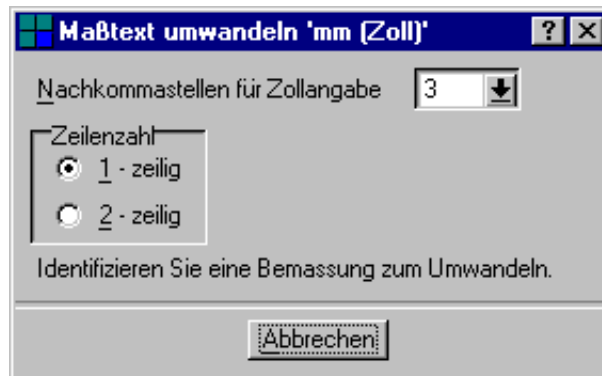 Maßtext umwandeln 'mm (Zoll)'
Nachkommastellen für Zollangabe 3
Zeilenzahl
1 - zeilig
2 - zeilig
Identifizieren Sie eine Bemassung zum Umwandeln.
Abbrechen